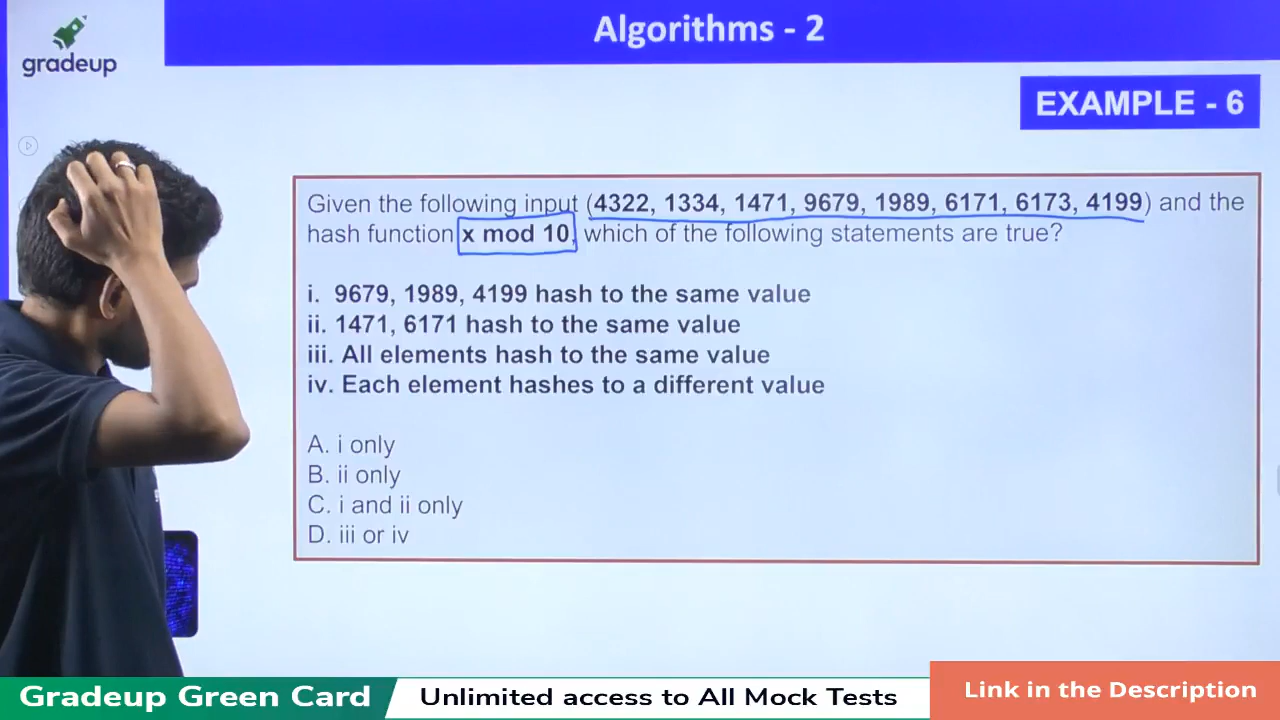 gradeup
Algorithms - 2
EXAMPLE - 6
Given the following input (4322, 1334, 1471, 9679, 1989, 6171, 6173, 4199) and the
hash function x mod 10, which of the following statements are true?
i. 9679, 1989, 4199 hash to the same value
ii. 1471, 6171 hash to the same value
iii. All elements hash to the same value
iv. Each element hashes to a different value
A. i only
B. ii only
C. i and ii only
D. iii or iv
Gradeup Green Card
Unlimited access to All Mock Tests
Link in the Description